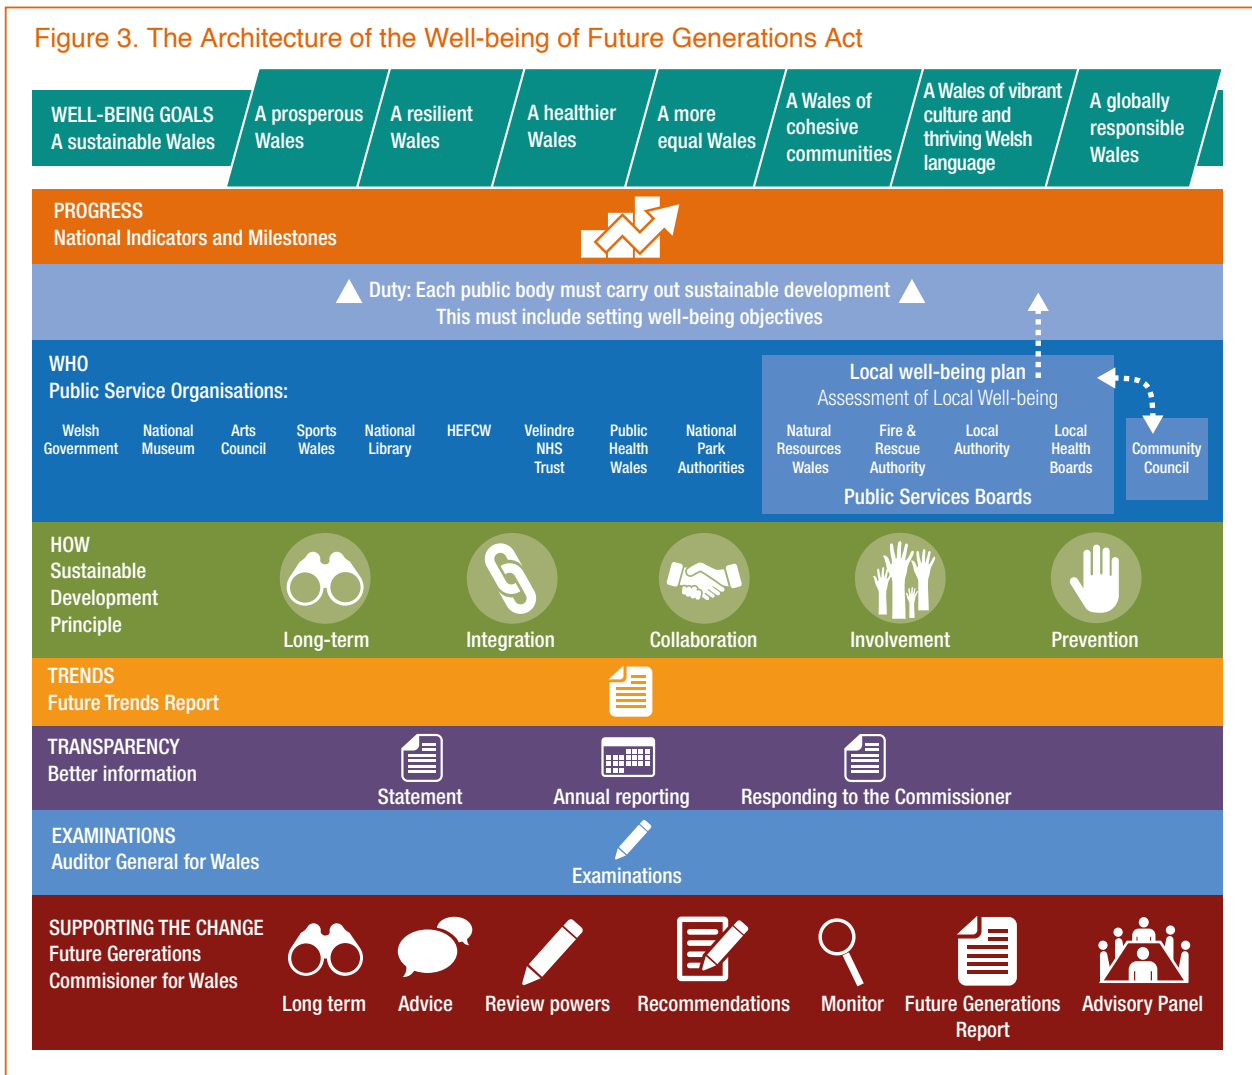 Figure 3. The Architecture of the Well-being of Future Generations Act
WELL-BEING GOALS
A sustainable Wales
A prosperous
Wales
A resilient
Wales
A healthier
Wales
A more
equal Wales
A Wales of
cohesive
communities
A Wales of vibrant
culture and
thriving Welsh
language
A globally
responsible
Wales
PROGRESS
National Indicators and Milestones
Duty: Each public body must carry out sustainable development
This must include setting well-being objectives
WHO
Public Service Organisations:
Welsh
Government
National
Museum
Arts
Council
Sports
Wales
National
Library
HEFCW
Velindre
NHS
Trust
Public
Health
Wales
National
Park
Authorities
Local well-being plan
Assessment of Local Well-being
Natural
Resources
Wales
Fire &
Rescue
Authority
Local
Authority
Local
Health
Boards
Public Services Boards
Community
Council
HOW
Sustainable
Development
Principle
Long-term
Integration
Collaboration
Involvement
Prevention
TRENDS
Future Trends Report
TRANSPARENCY
Better information
Statement
Annual reporting
Responding to the Commissioner
EXAMINATIONS
Auditor General for Wales
Examinations
SUPPORTING THE CHANGE
Future Gererations
Commisioner for Wales
Long term
Advice
Review powers
Recommendations
Monitor
Future Generations
Report
Advisory Panel